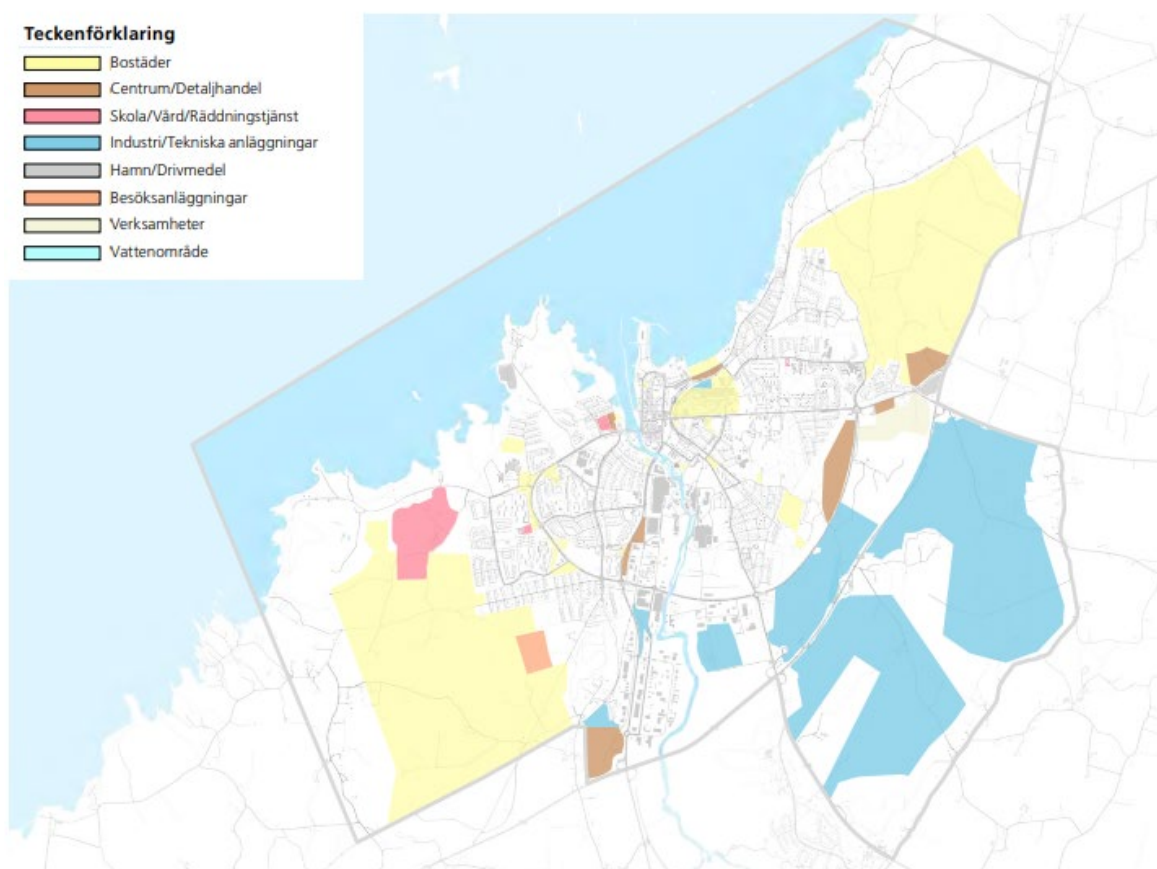 Teckenförklaring
Bostäder
Centrum/Detaljhandel
Skola/Vård/Räddningstjänst
Industri/Tekniska anläggningar
Hamn/Drivmedel
Besöksanläggningar
Verksamheter
Vattenområde